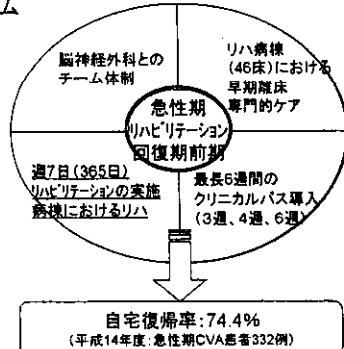 ム
脳神経外科との
チーム体制
リハ病棟
(46床)における
早期離床
専門的ケア
急性期
リハビリテーション
回復期前期
週7日(365日)
リハビリテーションの実施
病棟におけるリハ
最長6週間の
クリニカルパス導入
(3週、4週、6週)
自宅復帰率:74.4%
(平成14年度:急性期CVA患者332例)